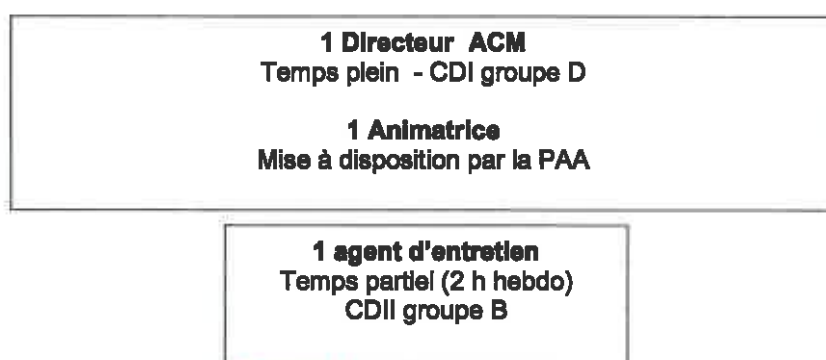 1 Directeur ACM
Temps plein - CDI groupe D
1 Animatrice
Mise à disposition par la PAA
1 agent d'entretien
Temps partiel (2 h hebdo)
CDII groupe B